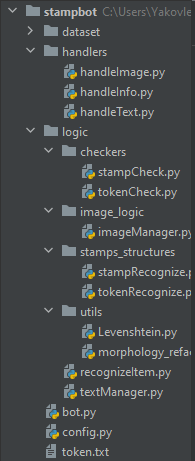 stampbot C:\Users\Yakovle
dataset
handlers
handleImage.py
handleInfo.py
handleText.py
logic
checkers
stampCheck.py
tokenCheck.py
image_logic
imageManager.py
stamps_structures
stampRecognize.p
tokenRecognize.p
utils
Levenshtein.py
morphology_refac
recognizeItem.py
textManager.py
bot.py
config.py
token.txt